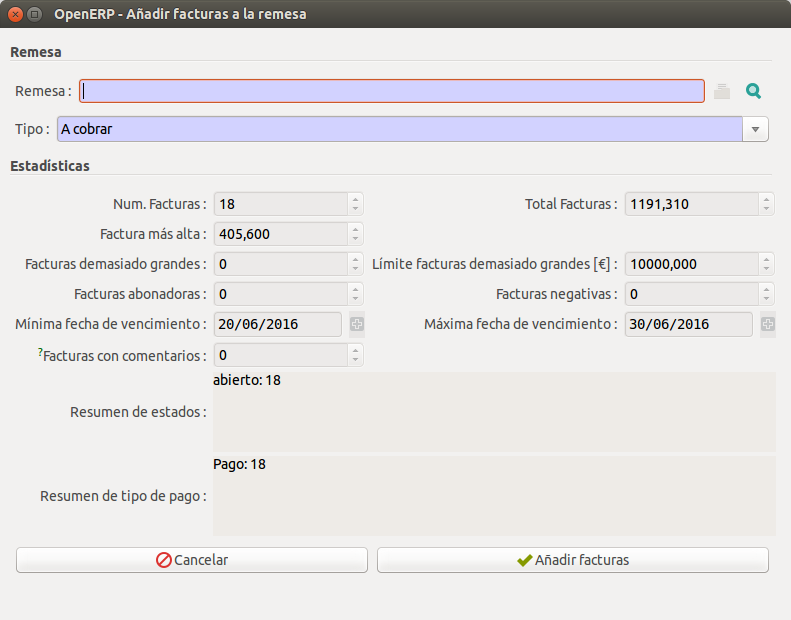 OpenERP - Añadir facturas a la remesa
Remesa
Remesa :
Tipo : A cobrar
Estadísticas
Num. Facturas : 18 Total Facturas : 1191,310
Factura más alta : 405,600
Facturas demasiado grandes : 0 Límite facturas demasiado grandes [€] : 10000,000
Facturas abonadoras : 0 Facturas negativas : 0
Mínima fecha de vencimiento : 20/06/2016 Máxima fecha de vencimiento : 30/06/2016
?Facturas con comentarios : 0
abierto: 18
Resumen de estados :
Pago: 18
Resumen de tipo de pago :
Cancelar Añadir facturas